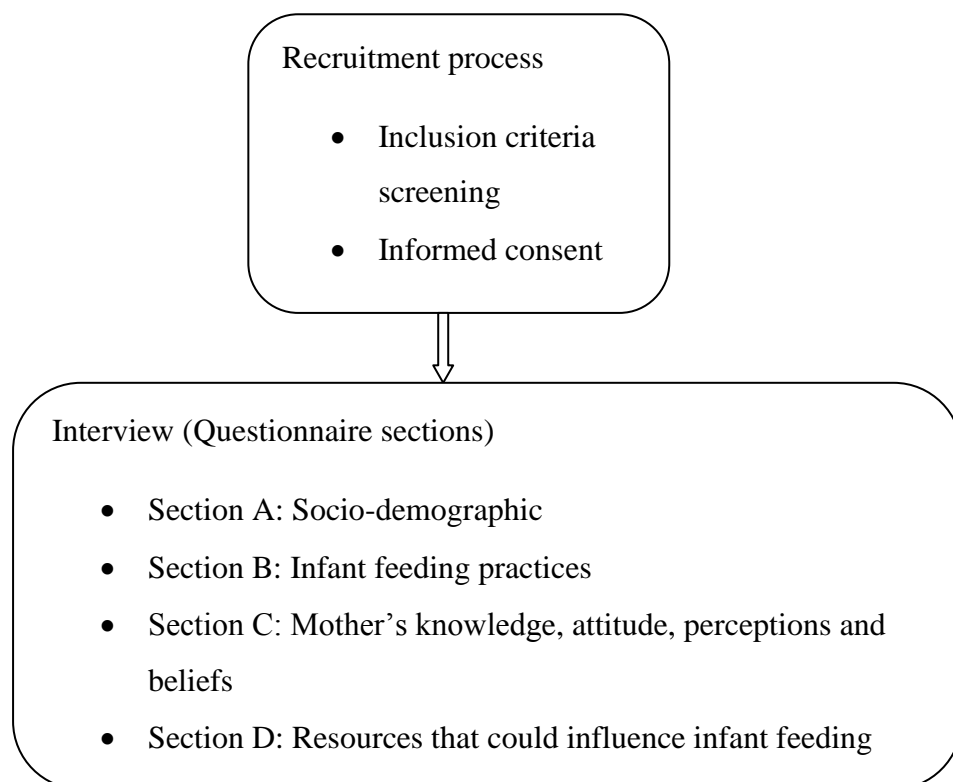 Recruitment process
• Inclusion criteria
screening
• Informed consent
Interview (Questionnaire sections)
• Section A: Socio-demographic
• Section B: Infant feeding practices
• Section C: Mother's knowledge, attitude, perceptions and
beliefs
• Section D: Resources that could influence infant feeding